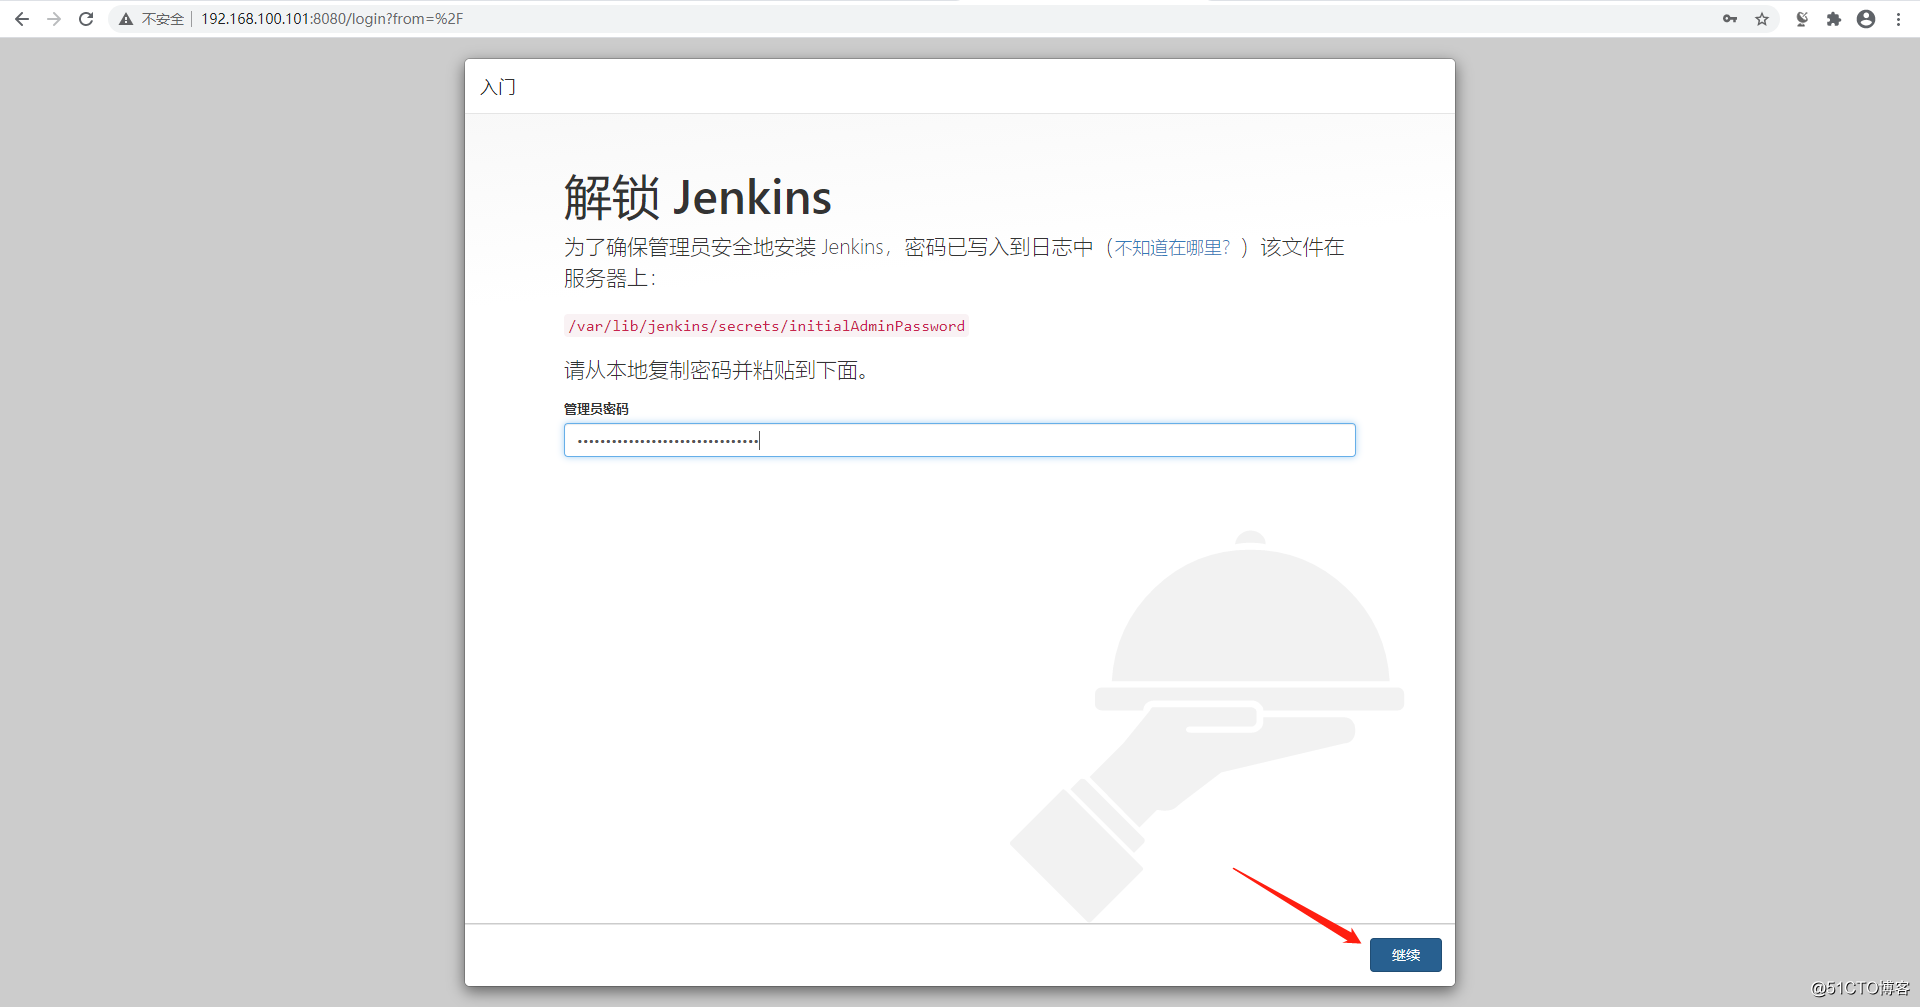 不安全 192.168.100.101:8080/login?from=%2F
入门
解锁 Jenkins
为了确保管理员安全地安装 Jenkins，密码已写入到日志中（不知道在哪里？）该文件在
服务器上：
/var/lib/jenkins/secrets/initialAdminPassword
请从本地复制密码并粘贴到下面。
管理员密码
继续
@51CTO博客